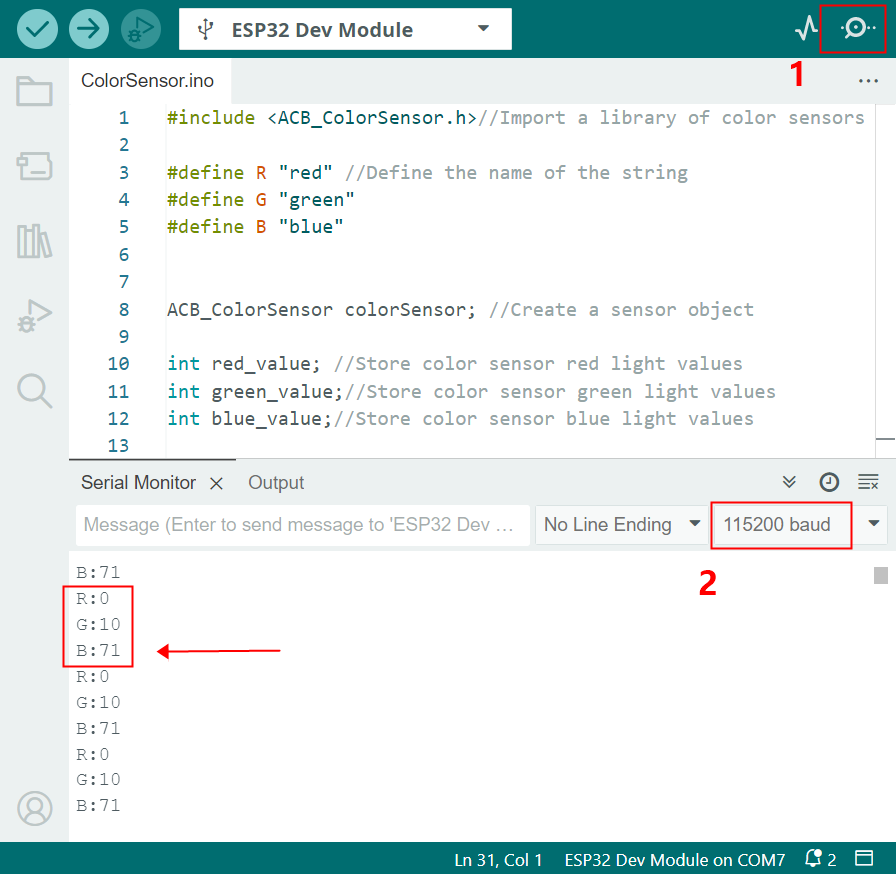 ESP32 Dev Module
1
ColorSensor.ino
1 #include <ACB_ColorSensor.h>//Import a library of color sensors
2
3 #define R "red" //Define the name of the string
4 #define G "green"
5 #define B "blue"
6
7
8 ACB_ColorSensor colorSensor; //Create a sensor object
9
10 int red_value; //Store color sensor red light values
11 int green_value;//Store color sensor green light values
12 int blue_value;//Store color sensor blue light values
13
Serial Monitor Output
Message (Enter to send message to 'ESP32 Dev ... No Line Ending 115200 baud
2
B:71
R:0
G:10
B:71
R:0
G:10
B:71
R:0
G:10
B:71
Ln 31, Col 1 ESP32 Dev Module on COM7 2